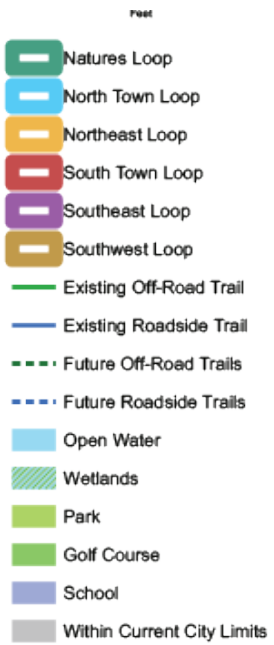 Feet
Natures Loop
North Town Loop
Northeast Loop
South Town Loop
Southeast Loop
Southwest Loop
Existing Off-Road Trail
Existing Roadside Trail
Future Off-Road Trails
Future Roadside Trails
Open Water
Wetlands
Park
Golf Course
School
Within Current City Limits